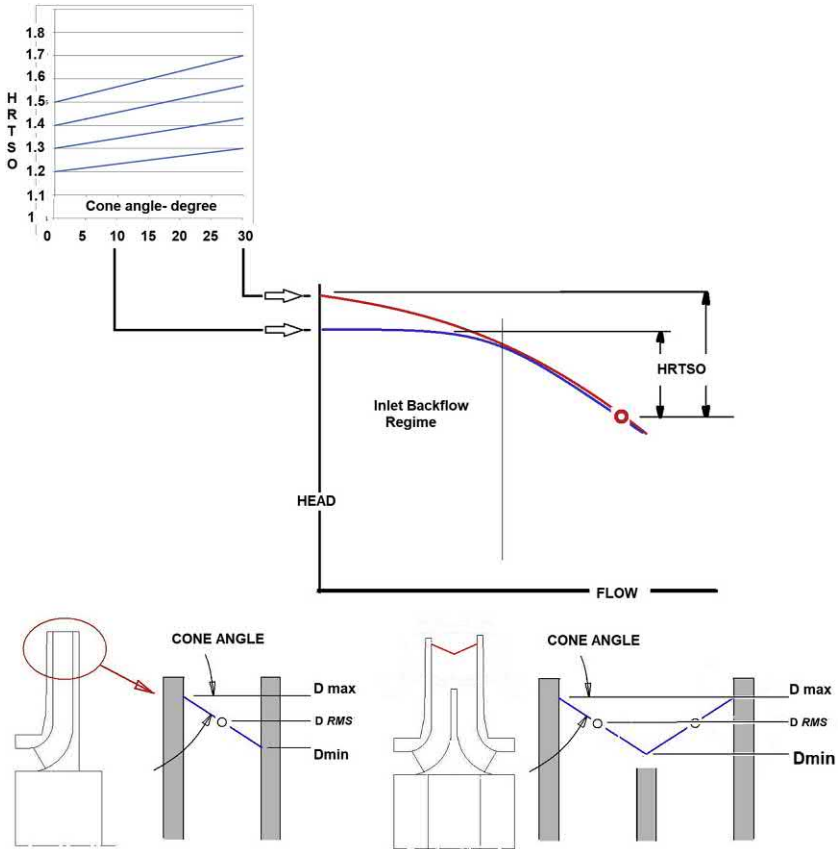 1.8
1.7
1.6
1.5
1.4
1.3
1.2
1.1
1
H
R
T
S
O
Cone angle- degree
0 5 10 15 20 25 30
HRTSO
Inlet Backflow
Regime
HEAD
FLOW
CONE ANGLE
D max
D RMS
Dmin
CONE ANGLE
D max
D RMS
Dmin